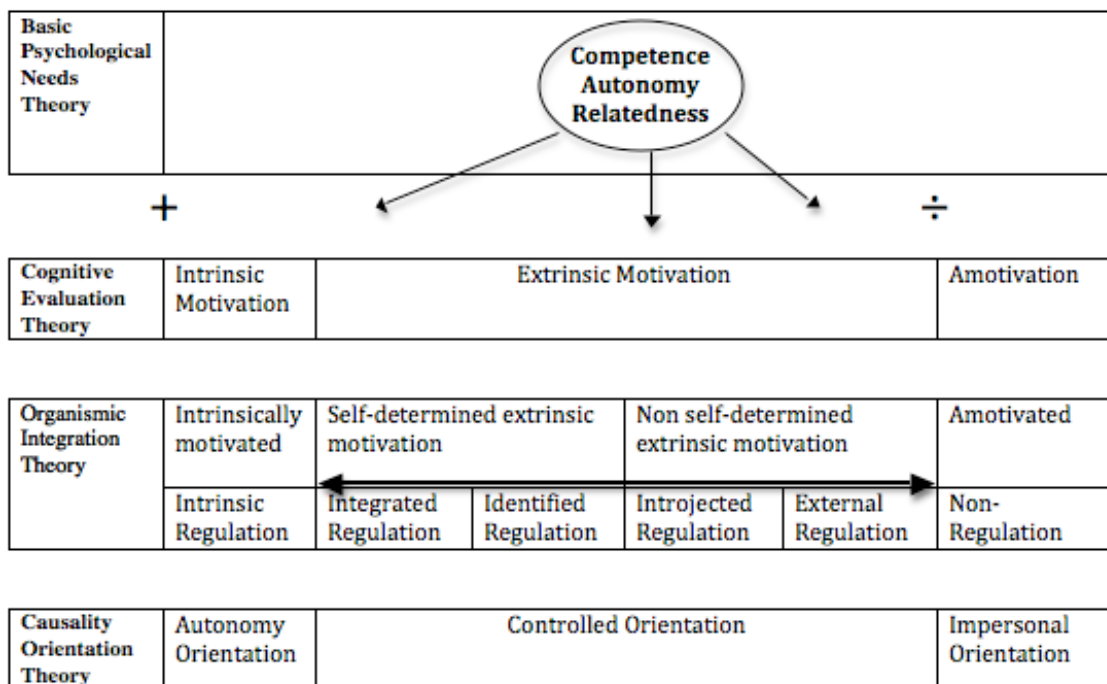 Basic
Psychological
Needs
Theory
Competence
Autonomy
Relatedness
+
÷
Cognitive
Evaluation
Theory
Intrinsic
Motivation
Extrinsic Motivation
Amotivation
Organismic
Integration
Theory
Intrinsically
motivated
Self-determined extrinsic
motivation
Non self-determined
extrinsic motivation
Amotivated
Intrinsic
Regulation
Integrated
Regulation
Identified
Regulation
Introjected
Regulation
External
Regulation
Non-
Regulation
Causality
Orientation
Theory
Autonomy
Orientation
Controlled Orientation
Impersonal
Orientation